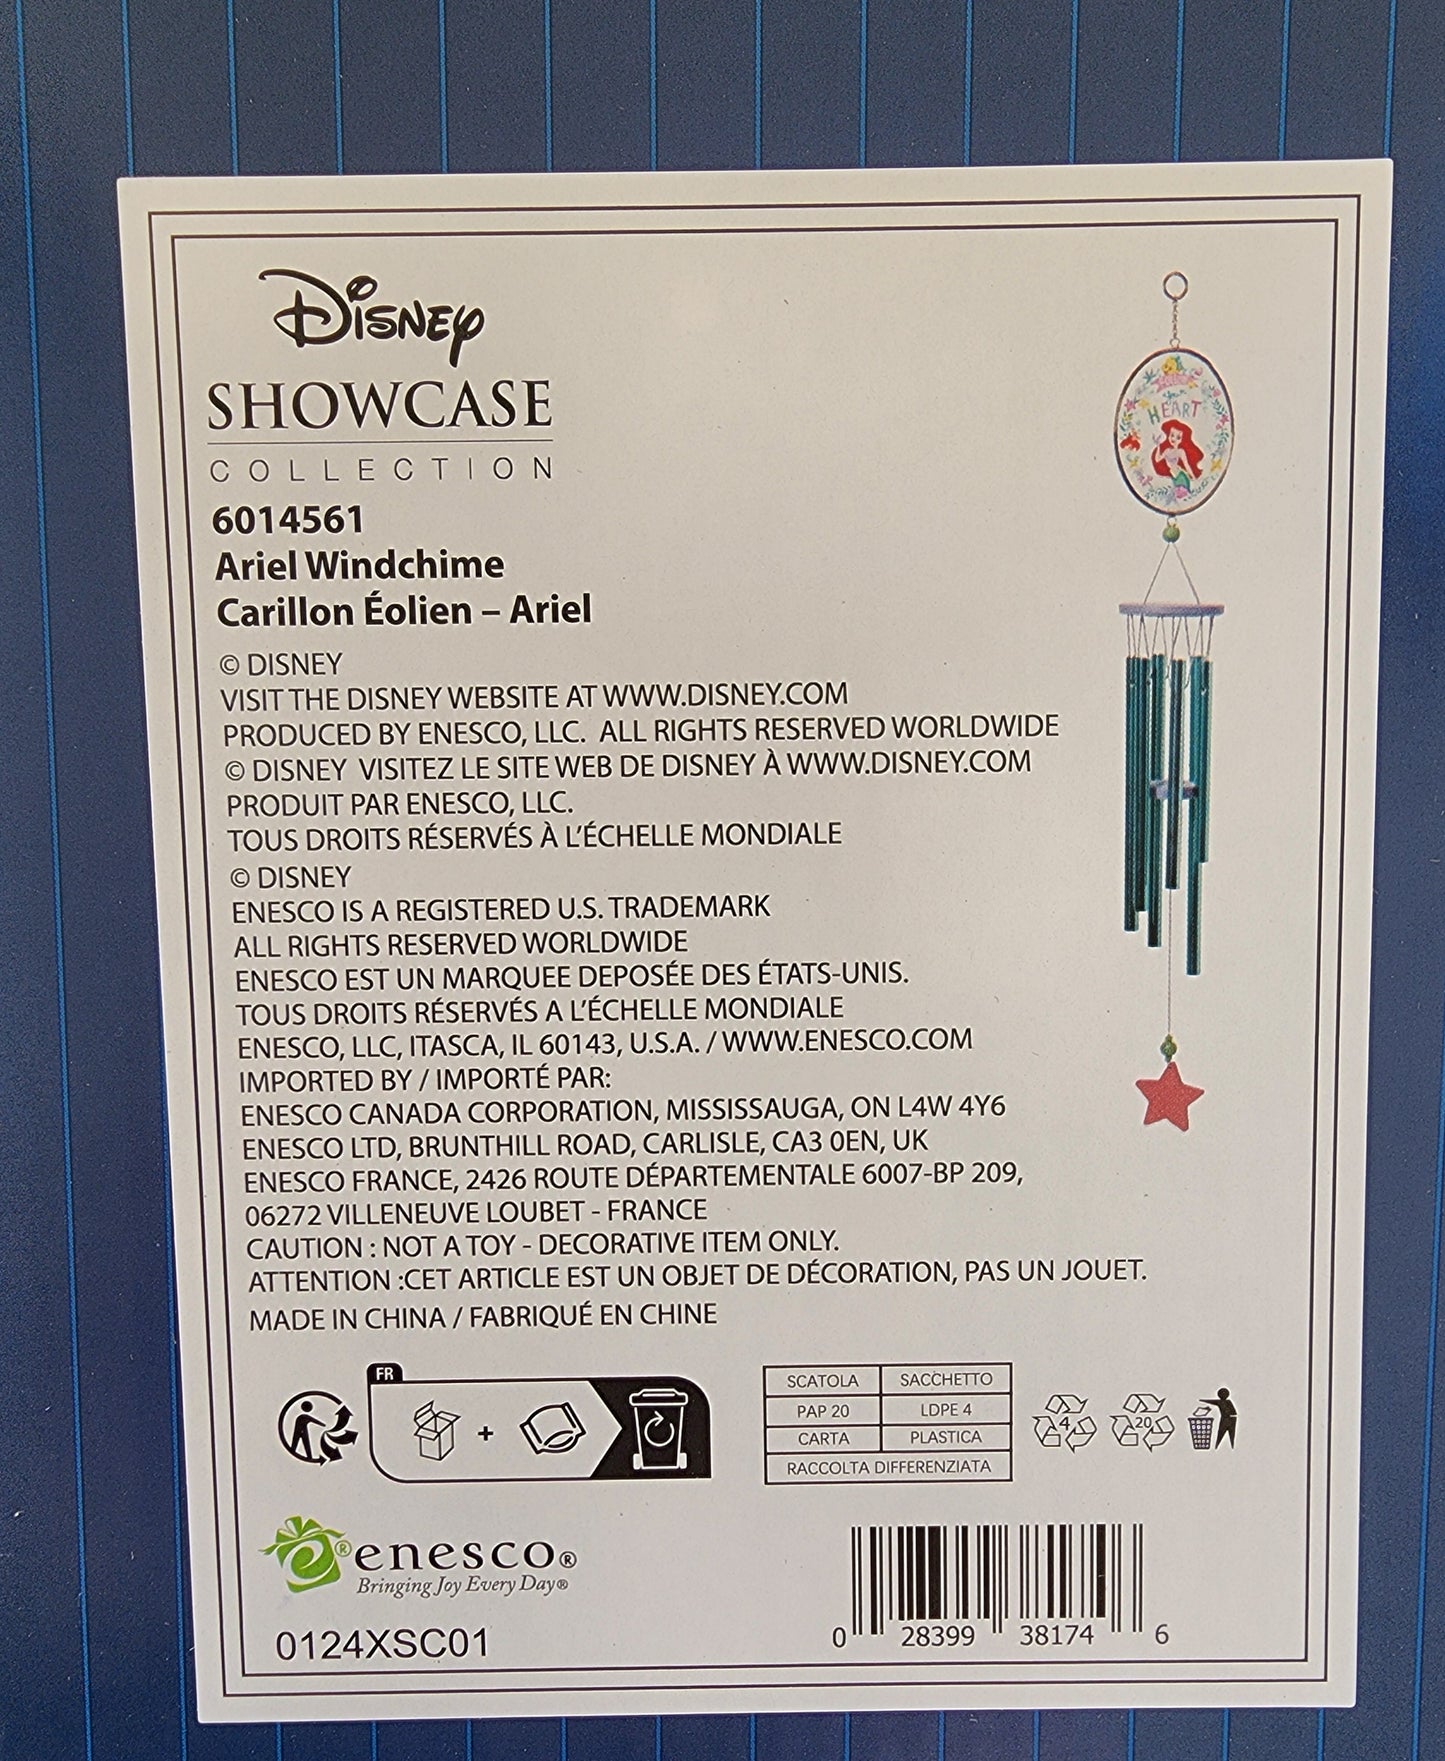 Disney
SHOWCASE
COLLECTION
6014561
Ariel Windchime
Carillon Éolien – Ariel
© DISNEY
VISIT THE DISNEY WEBSITE AT WWW.DISNEY.COM
PRODUCED BY ENESCO, LLC. ALL RIGHTS RESERVED WORLDWIDE
© DISNEY VISITEZ LE SITE WEB DE DISNEY À WWW.DISNEY.COM
PRODUIT PAR ENESCO, LLC.
TOUS DROITS RÉSERVÉS À L'ÉCHELLE MONDIALE
© DISNEY
ENESCO IS A REGISTERED U.S. TRADEMARK
ALL RIGHTS RESERVED WORLDWIDE
ENESCO EST UN MARQUEE DEPOSÉE DES ÉTATS-UNIS.
TOUS DROITS RÉSERVÉS A L'ÉCHELLE MONDIALE
ENESCO, LLC, ITASCA, IL 60143, U.S.A. / WWW.ENESCO.COM
IMPORTED BY / IMPORTÉ PAR:
ENESCO CANADA CORPORATION, MISSISSAUGA, ON L4W 4Y6
ENESCO LTD, BRUNTHILL ROAD, CARLISLE, CA3 0EN, UK
ENESCO FRANCE, 2426 ROUTE DÉPARTEMENTALE 6007-BP 209,
06272 VILLENEUVE LOUBET - FRANCE
CAUTION : NOT A TOY - DECORATIVE ITEM ONLY.
ATTENTION :CET ARTICLE EST UN OBJET DE DÉCORATION, PAS UN JOUET.
MADE IN CHINA / FABRIQUÉ EN CHINE
HEART
FR
+
SCATOLA SACCHETTO
PAP 20 LDPE 4
CARTA PLASTICA
RACCOLTA DIFFERENZIATA
4 20
® enesco®
Bringing Joy Every Day®
0124XSC01
0 28399 38174 6